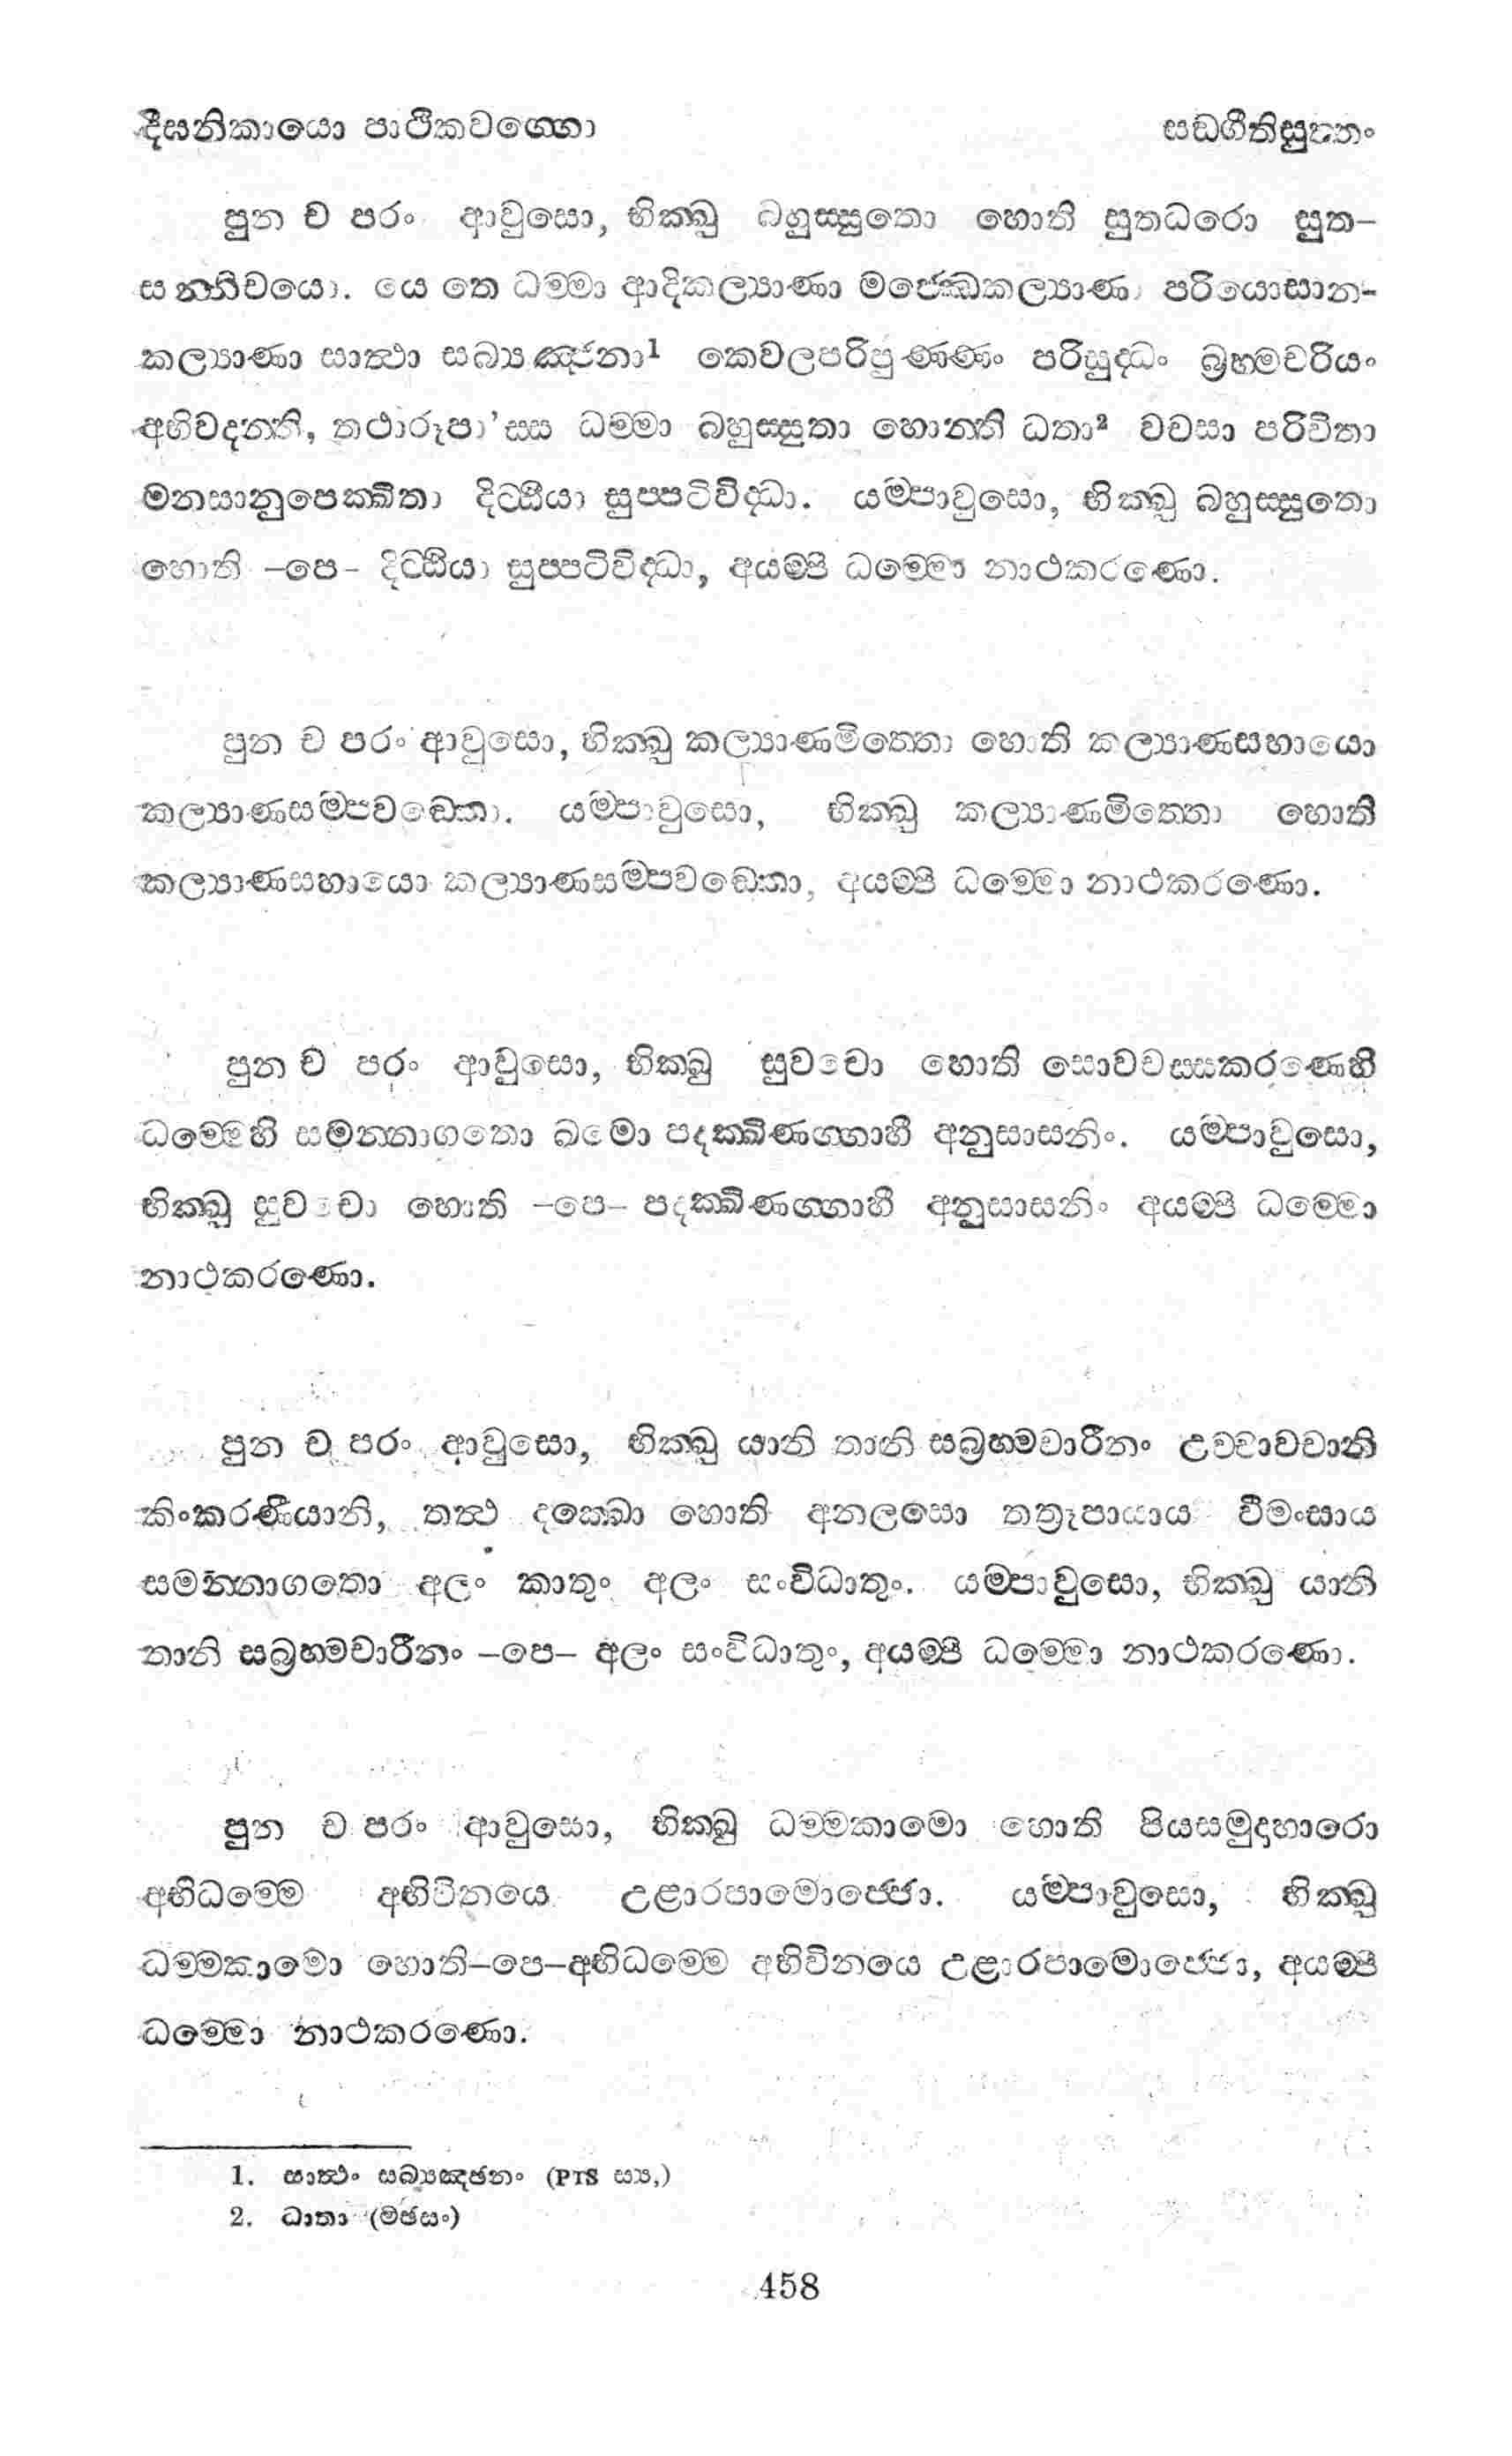 දීඝනිකායො පාථිකවග්ගො
සඞ්ගීතිසුත්තං
පුන ච පරං ආවුසො, භික්ඛු බහුස්සුතො හොති සුතධරො සුත–
සන්නිචයො. යෙ තෙ ධම්මා ආදිකල්‍යාණා මජ්ඣෙකල්‍යාණා පරියොසාන-
කල්‍යාණා සාත්ථා සබ්‍යඤ්ජනා¹ කෙවලපරිපුණ්ණං පරිසුද්ධං බ්‍රහ්මචරියං
අභිවදන්ති, තථාරූපා'ස්ස ධම්මා බහුස්සුතා හොන්ති ධතා² වචසා පරිචිතා
මනසානුපෙක්ඛිතා දිට්ඨියා සුප්පටිවිද්ධා. යම්පාවුසො, භික්ඛු බහුස්සුතො
හොති –පෙ– දිට්ඨියා සුප්පටිවිද්ධා, අයම්පි ධම්මො නාථකරණො.
පුන ච පරං ආවුසො, භික්ඛු කල්‍යාණමිත්තො හොති කල්‍යාණසහායො
කල්‍යාණසම්පවඞ්කො. යම්පාවුසො, භික්ඛු කල්‍යාණමිත්තො හොති
කල්‍යාණසහායො කල්‍යාණසම්පවඞ්කො, අයම්පි ධම්මො නාථකරණො.
පුන ච පරං ආවුසො, භික්ඛු සුවචො හොති සොවචස්සකරණෙහි
ධම්මෙහි සමන්නාගතො ඛමො පදක්ඛිණග්ගාහී අනුසාසනිං. යම්පාවුසො,
භික්ඛු සුවචො හොති –පෙ– පදක්ඛිණග්ගාහී අනුසාසනිං අයම්පි ධම්මො
නාථකරණො.
පුන ච පරං ආවුසො, භික්ඛු යානි තානි සබ්‍රහ්මචාරීනං උච්චාවචානි
කිංකරණීයානි, තත්ථ දක්ඛො හොති අනලසො තත්‍රූපායාය වීමංසාය
සමන්නාගතො අලං කාතුං අලං සංවිධාතුං. යම්පාවුසො, භික්ඛු යානි
තානි සබ්‍රහ්මචාරීනං –පෙ– අලං සංවිධාතුං, අයම්පි ධම්මො නාථකරණො.
පුන ච පරං ආවුසො, භික්ඛු ධම්මකාමො හොති පියසමුදාහාරො
අභිධම්මෙ අභිවිනයෙ උළාරපාමොජ්ජො. යම්පාවුසො, භික්ඛු
ධම්මකාමො හොති–පෙ–අභිධම්මෙ අභිවිනයෙ උළාරපාමොජ්ජො, අයම්පි
ධම්මො නාථකරණො.
1. සාත්ථං සබ්‍යඤ්ජනං (PTS ස්‍ය,)
2. ධාතා (මඡසං)
458